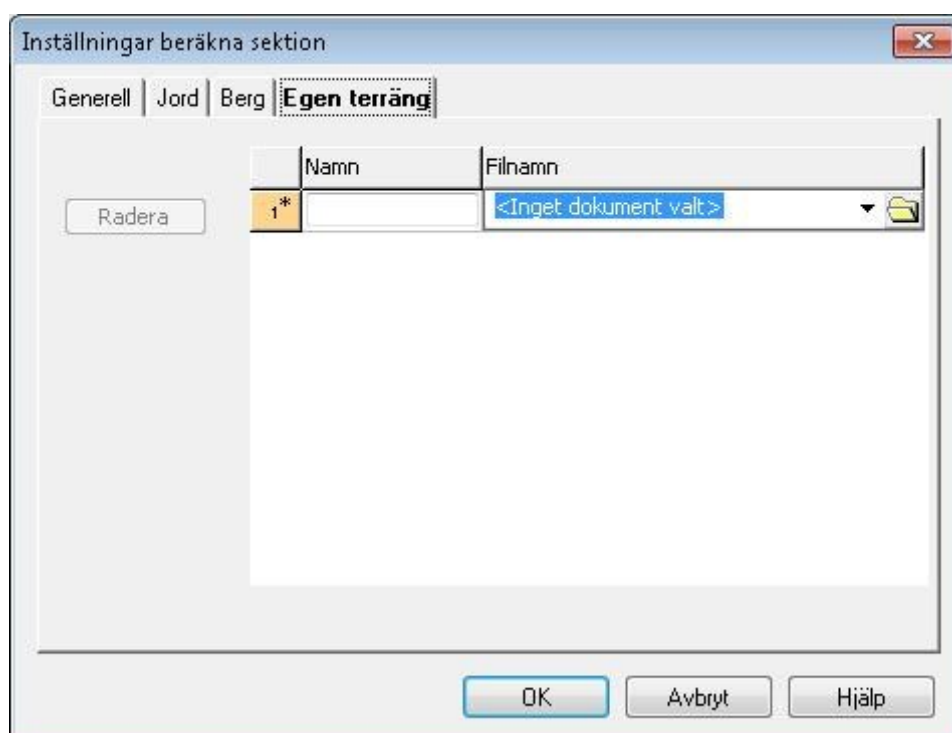 Inställningar beräkna sektion
Generell Jord Berg Egen terräng
Namn Filnamn
Radera 1* <Inget dokument valt>
OK Avbryt Hjälp